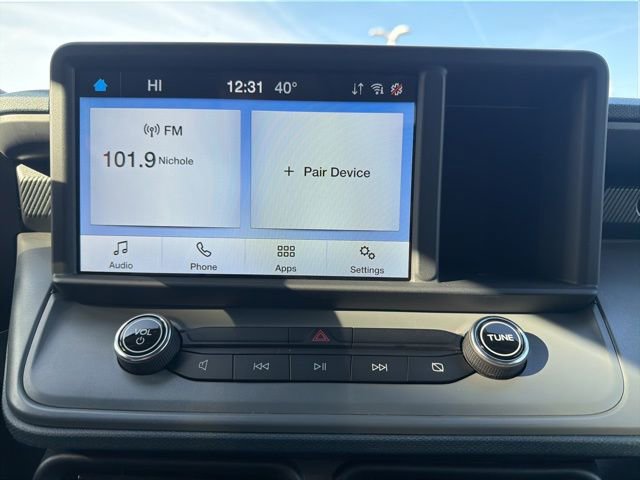 HI 12:31 40°
FM
101.9 Nichole
+ Pair Device
Audio Phone Apps Settings
VOL
TUNE